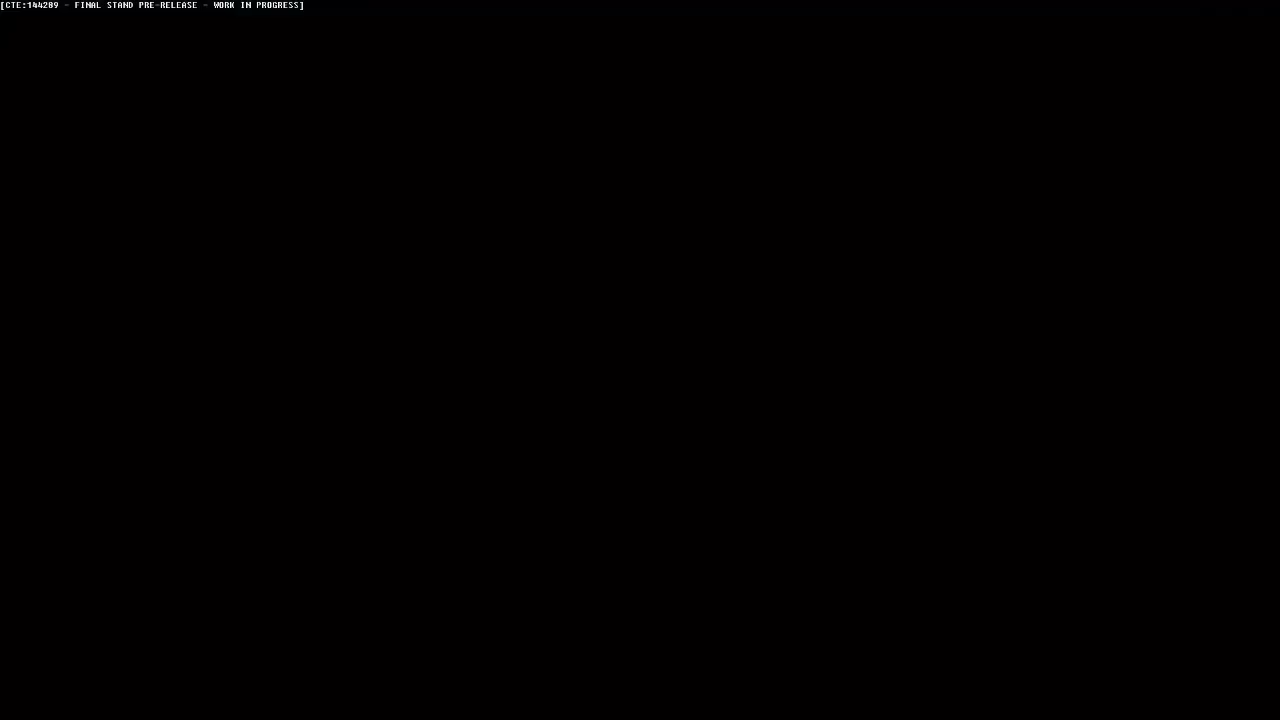 [CTE:144289 - FINAL STAND PRE-RELEASE - WORK IN PROGRESS]